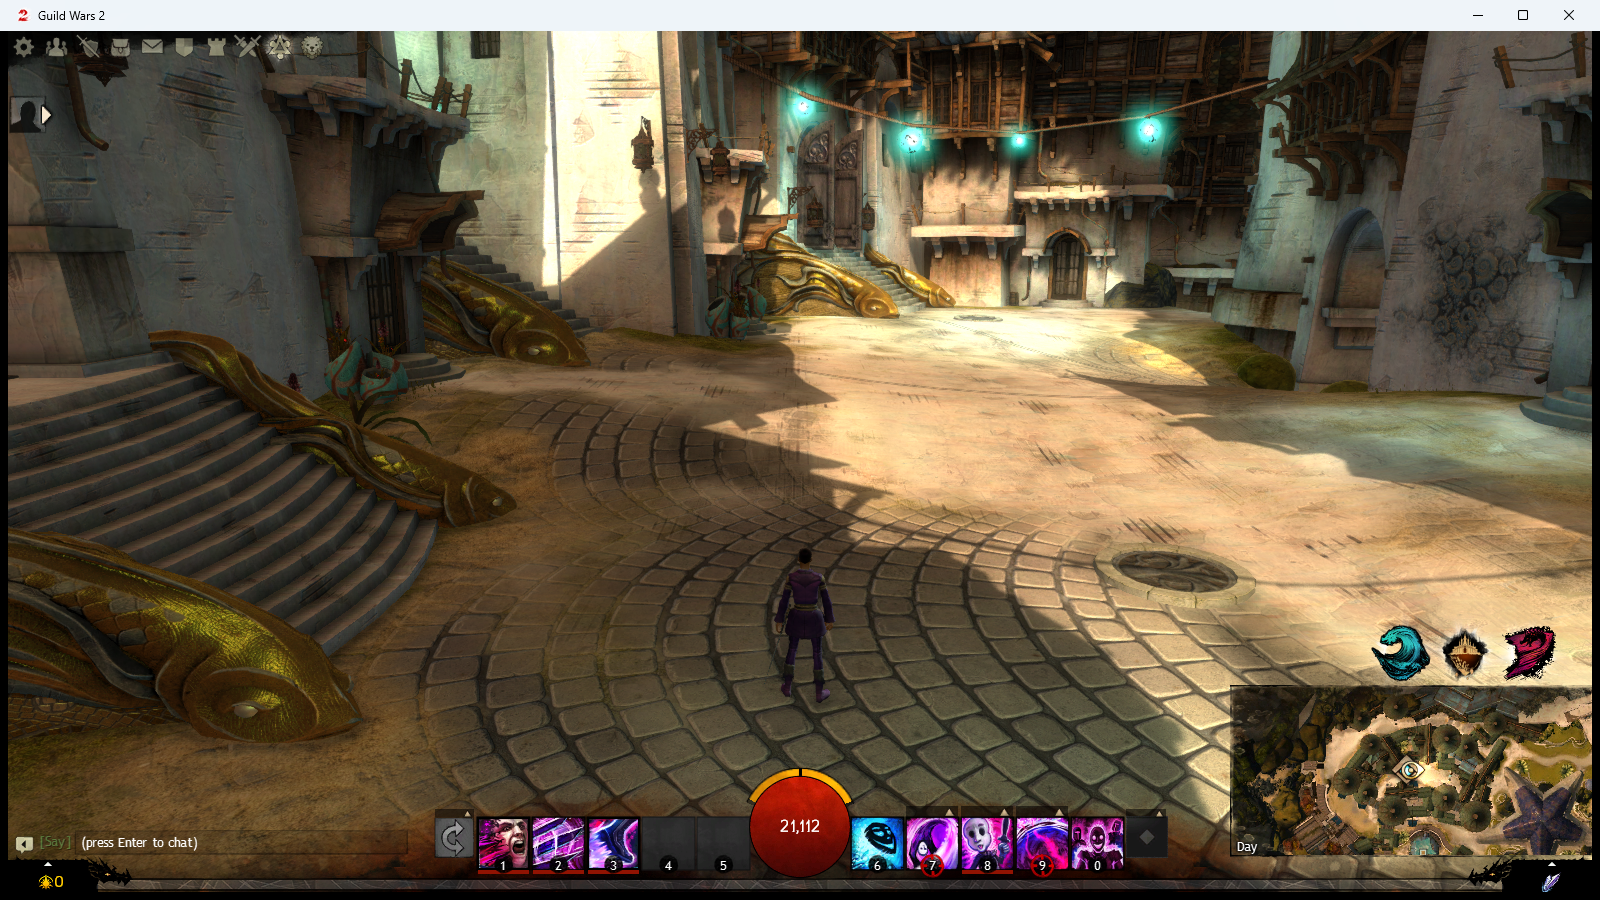 Guild Wars 2
[Say] (press Enter to chat)
0
1 2 3 4 5
21,112
6 7 8 9 0
Day